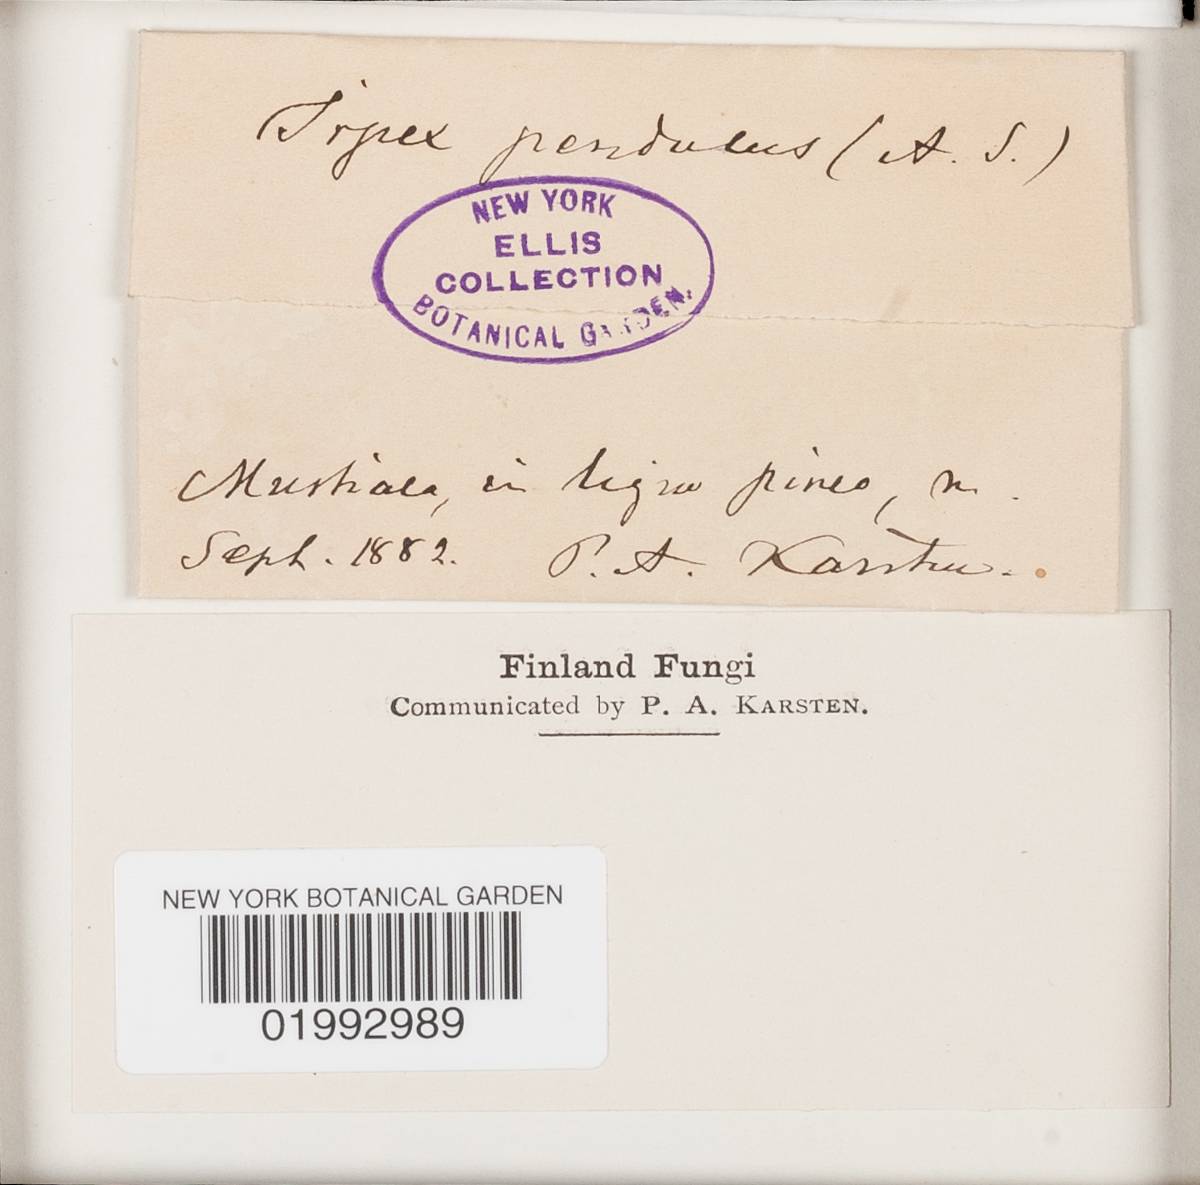 Irpex pendulus (A. S.)
NEW YORK
ELLIS
COLLECTION
BOTANICAL GARDEN.
Mustiala, in ligno pineo, m.
Sept. 1882. P. A. Karsten.
Finland Fungi
Communicated by P. A. KARSTEN.
NEW YORK BOTANICAL GARDEN
01992989